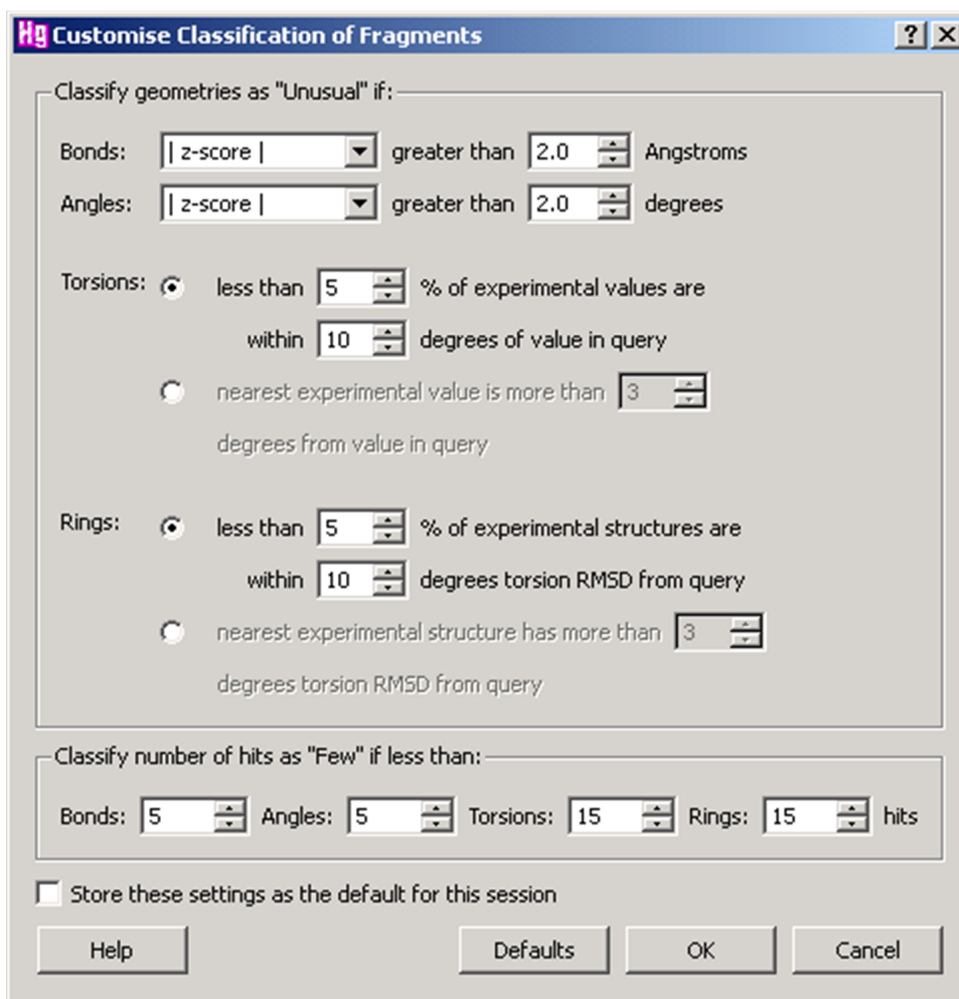 Hg Customise Classification of Fragments ? X
Classify geometries as "Unusual" if:
Bonds: | z-score | greater than 2.0 Angstroms
Angles: | z-score | greater than 2.0 degrees
Torsions: less than 5 % of experimental values are
within 10 degrees of value in query
nearest experimental value is more than 3
degrees from value in query
Rings: less than 5 % of experimental structures are
within 10 degrees torsion RMSD from query
nearest experimental structure has more than 3
degrees torsion RMSD from query
Classify number of hits as "Few" if less than:
Bonds: 5 Angles: 5 Torsions: 15 Rings: 15 hits
Store these settings as the default for this session
Help Defaults OK Cancel